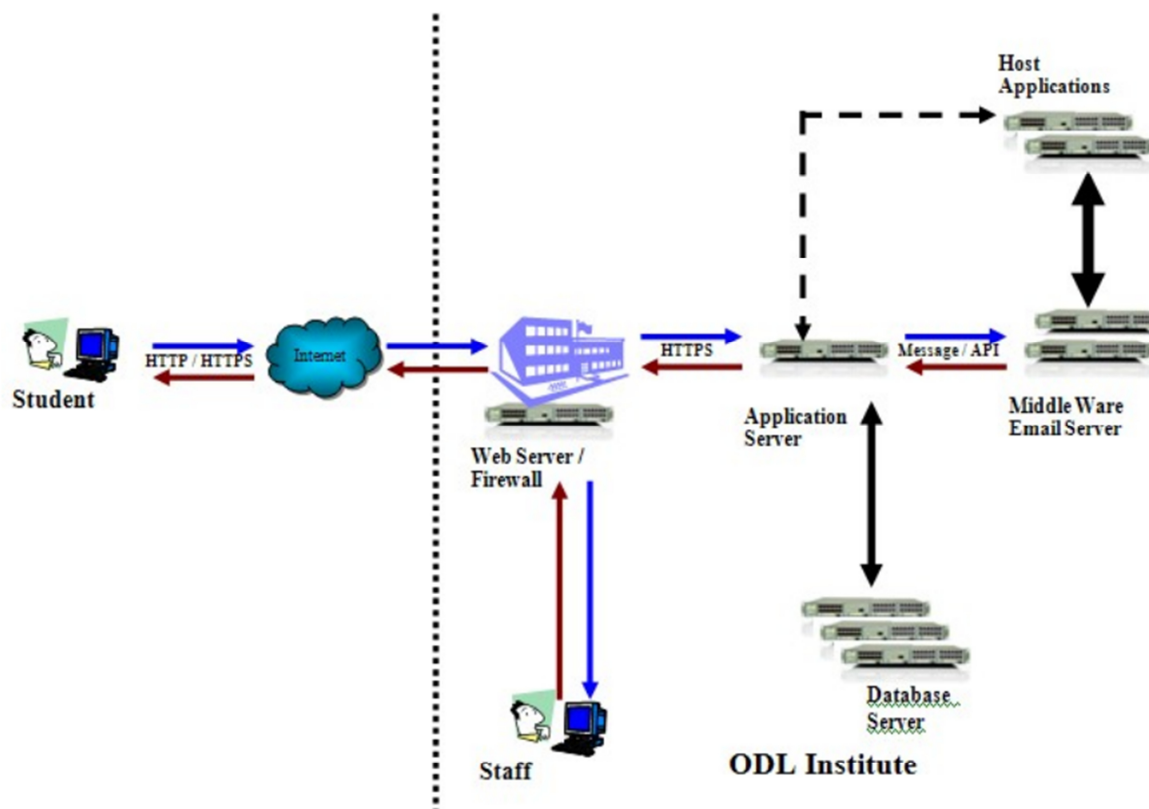 Host
Applications
HTTP / HTTPS
Internet
HTTPS
Message / API
Student
Web Server /
Firewall
Application
Server
Middle Ware
Email Server
Database
Server
Staff
ODL Institute